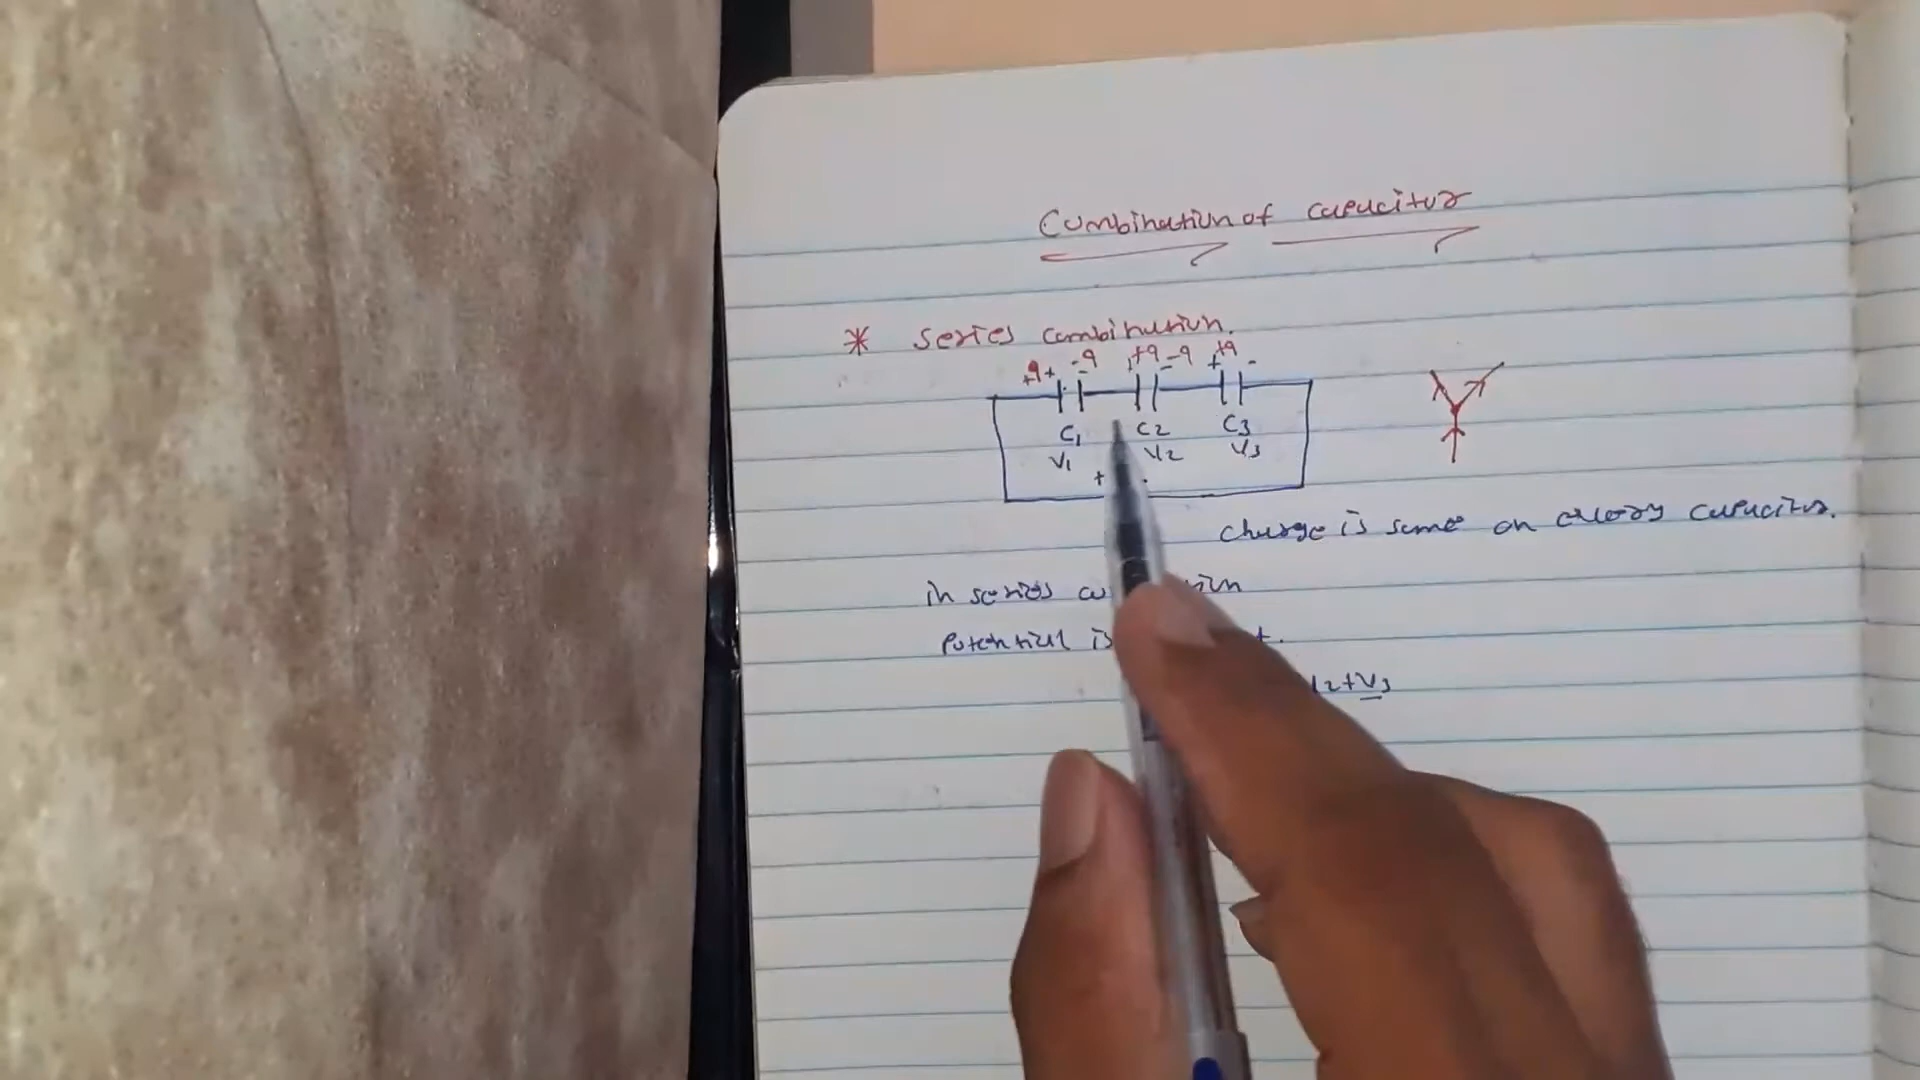 Combination of capacitor
* Series combination.
+q + -q - +q + -q - +q + -
C1 C2 C3
V1 V2 V3
+
Charge is same on every capacitor.
in series
Potential is
V2+V3